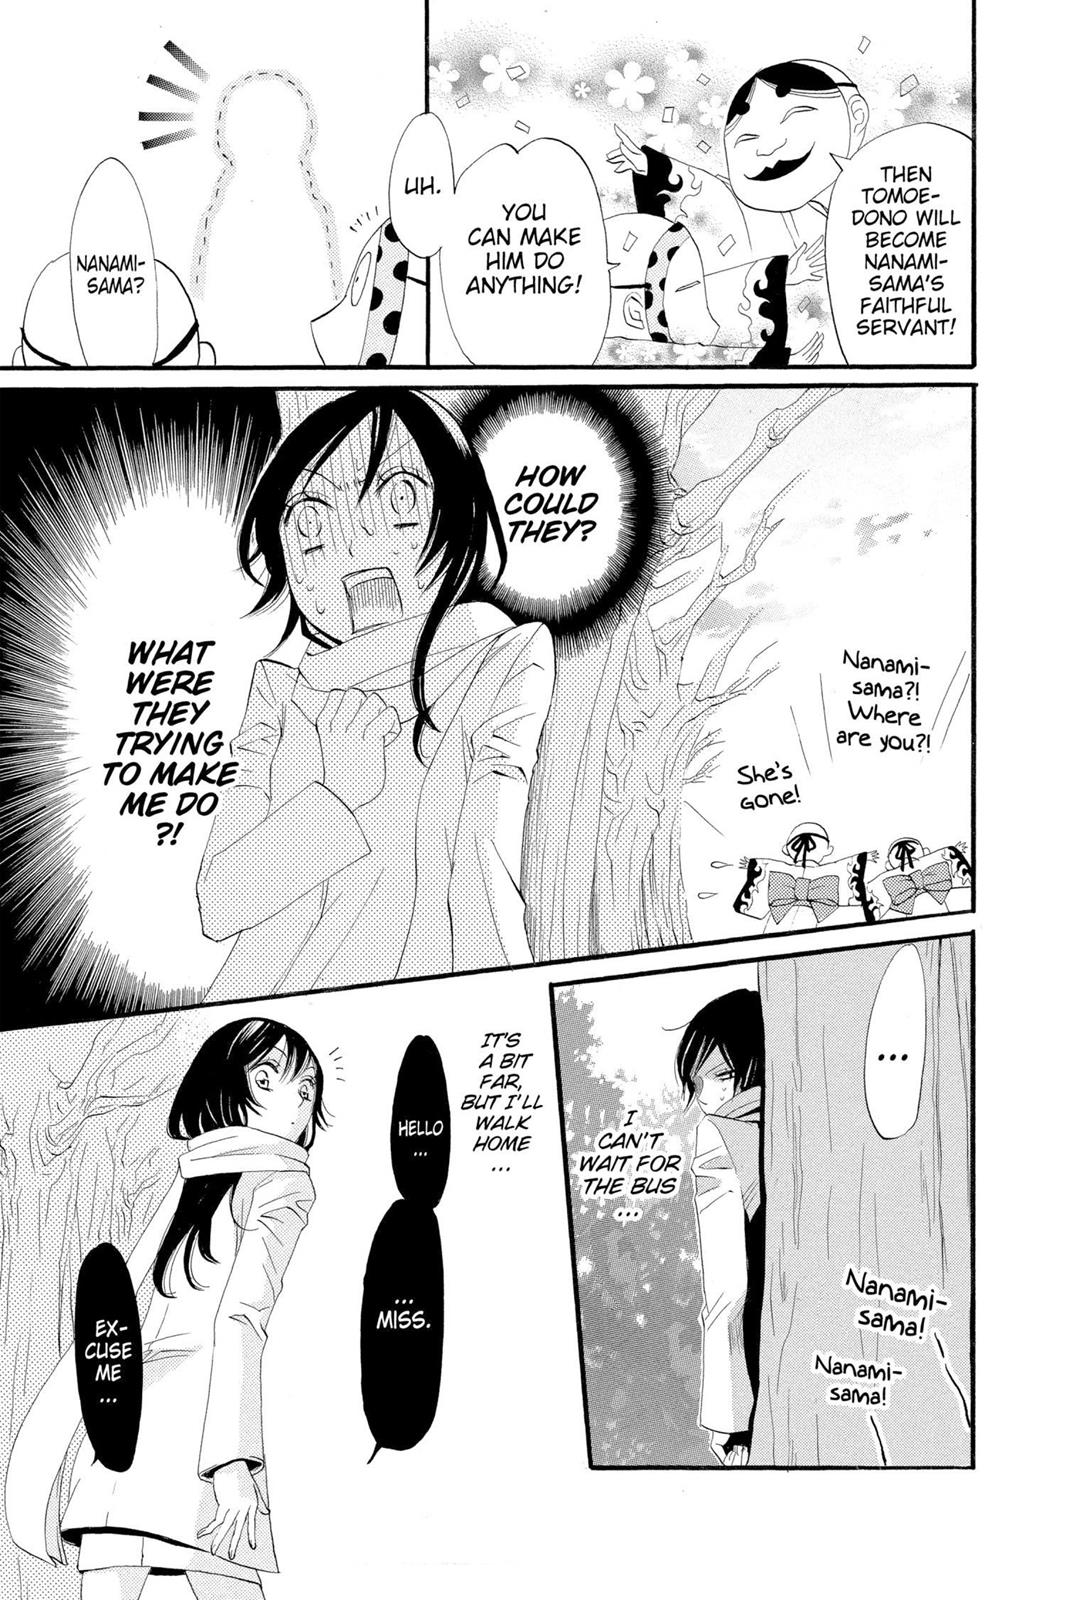 THEN
TOMOE-
DONO WILL
BECOME
NANAMI-
SAMA'S
FAITHFUL
SERVANT!
YOU
CAN MAKE
HIM DO
ANYTHING!
UH.
NANAMI-
SAMA?
HOW
COULD
THEY?
WHAT
WERE
THEY
TRYING
TO MAKE
ME DO
?!
Nanami-
sama?!
Where
are you?!
She's
gone!
...
I
CAN'T
WAIT FOR
THE BUS
...
Nanami-
sama!
Nanami-
sama!
IT'S
A BIT
FAR,
BUT I'LL
WALK
HOME
...
HELLO
...
...
MISS.
EX-
CUSE
ME
...